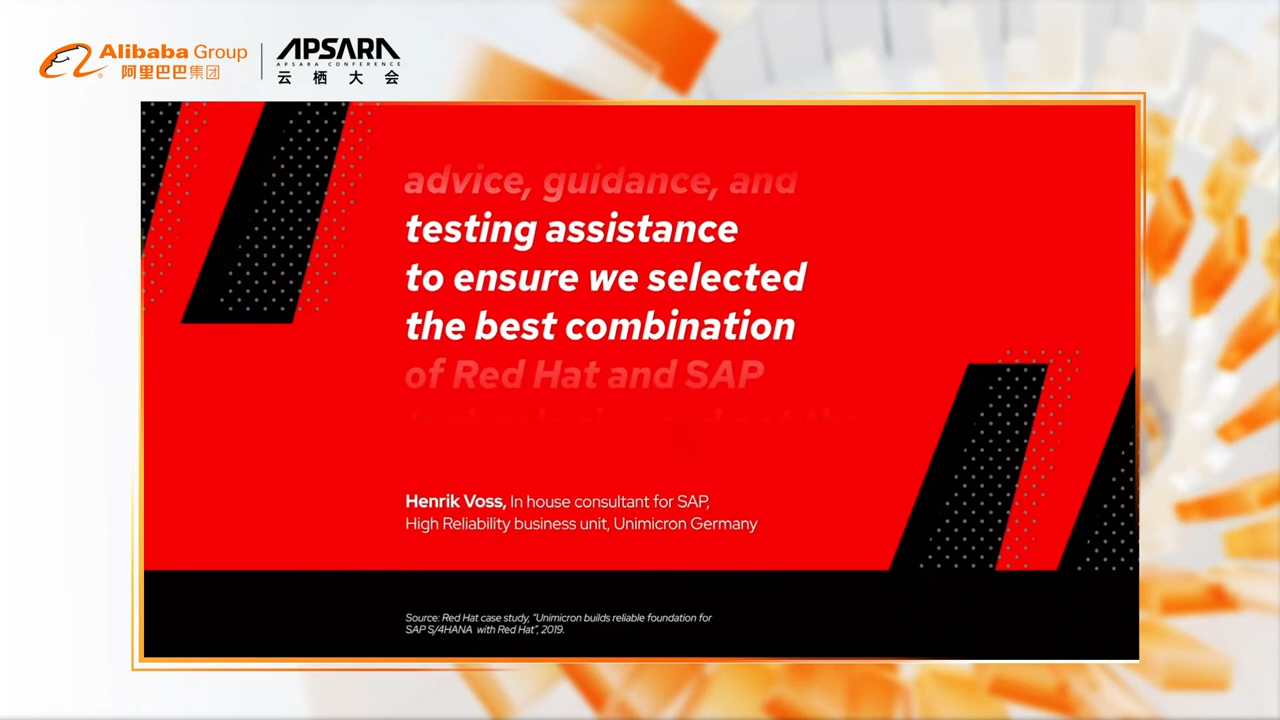 Alibaba Group
阿里巴巴集团
APSARA
APSARA CONFERENCE
云栖大会
advice, guidance, and
testing assistance
to ensure we selected
the best combination
of Red Hat and SAP
Henrik Voss, In house consultant for SAP,
High Reliability business unit, Unimicron Germany
Source: Red Hat case study, “Unimicron builds reliable foundation for
SAP S/4HANA with Red Hat”, 2019.